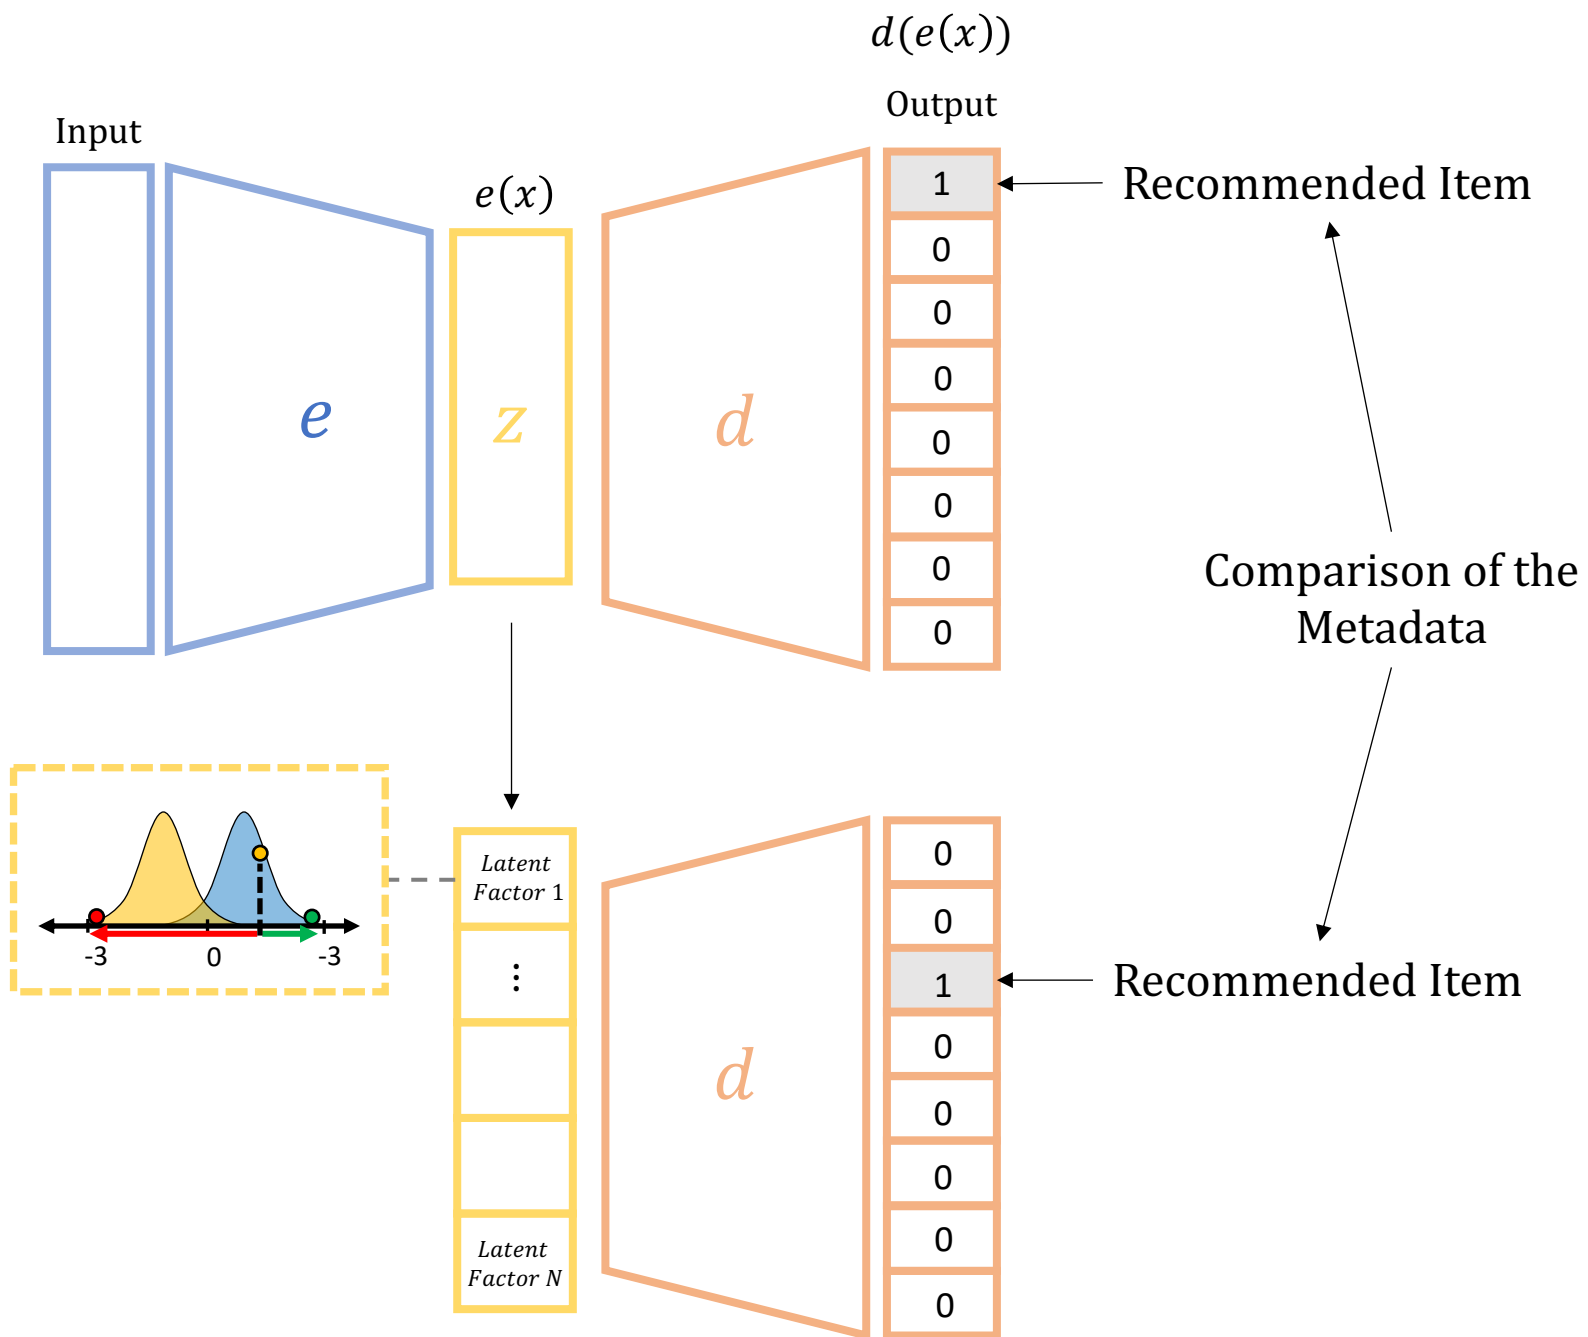 d(e(x))
Output
Input
e(x)
1
0
0
0
0
0
0
0
Recommended Item
e
z
d
Comparison of the
Metadata
-3
0
-3
Latent
Factor 1
⋮
Latent
Factor N
d
0
0
1
0
0
0
0
0
Recommended Item